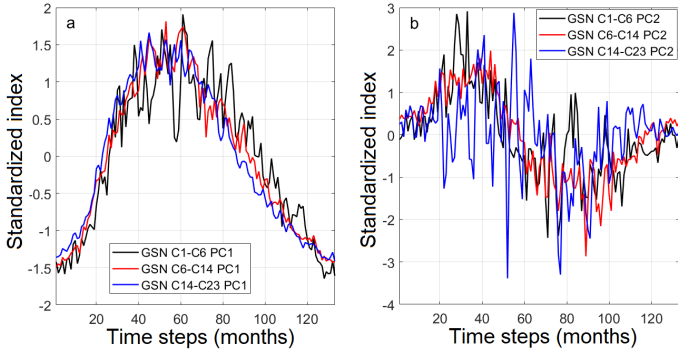 a
Standardized index
2
1.5
1
0.5
0
-0.5
-1
-1.5
-2
20 40 60 80 100 120
Time steps (months)
GSN C1-C6 PC1
GSN C6-C14 PC1
GSN C14-C23 PC1
b
Standardized index
3
2
1
0
-1
-2
-3
-4
20 40 60 80 100 120
Time steps (months)
GSN C1-C6 PC2
GSN C6-C14 PC2
GSN C14-C23 PC2